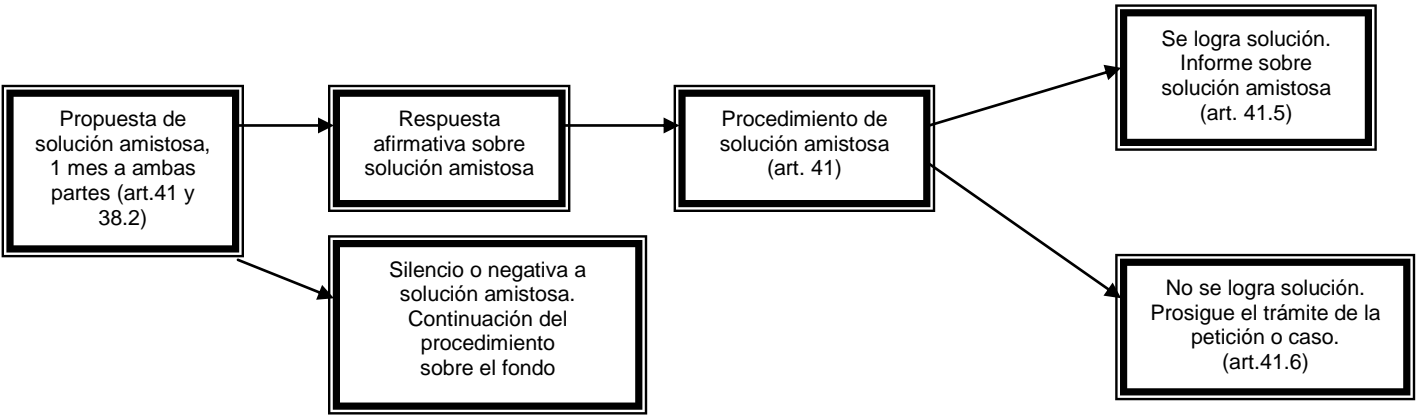 Propuesta de
solución amistosa,
1 mes a ambas
partes (art.41 y
38.2)
Respuesta
afirmativa sobre
solución amistosa
Procedimiento de
solución amistosa
(art. 41)
Se logra solución.
Informe sobre
solución amistosa
(art. 41.5)
Silencio o negativa a
solución amistosa.
Continuación del
procedimiento
sobre el fondo
No se logra solución.
Prosigue el trámite de la
petición o caso.
(art.41.6)